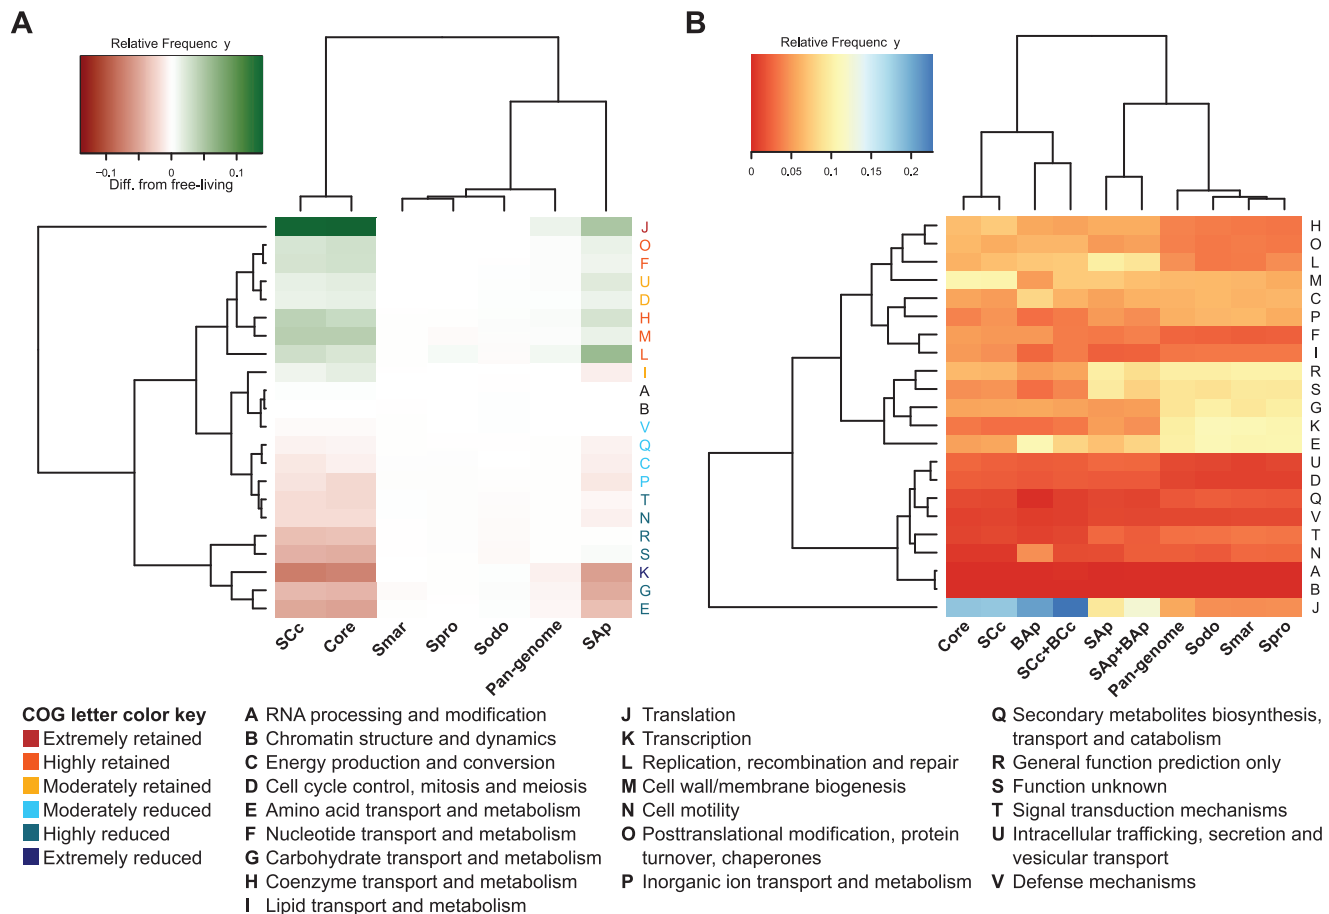 A
B
Relative Frequenc y
−0.1
0
0.1
Diff. from free-living
J
O
F
U
D
H
M
L
I
A
B
V
Q
C
P
T
N
R
S
K
G
E
SCc
Core
Smar
Spro
Sodo
Pan-genome
SAp
Relative Frequenc y
0
0.05
0.1
0.15
0.2
H
O
L
M
C
P
F
I
R
S
G
K
E
U
D
Q
V
T
N
A
B
J
Core
SCc
BAp
SCc+BCc
SAp
SAp+BAp
Pan-genome
Sodo
Smar
Spro
COG letter color key
Extremely retained
Highly retained
Moderately retained
Moderately reduced
Highly reduced
Extremely reduced
A RNA processing and modification
B Chromatin structure and dynamics
C Energy production and conversion
D Cell cycle control, mitosis and meiosis
E Amino acid transport and metabolism
F Nucleotide transport and metabolism
G Carbohydrate transport and metabolism
H Coenzyme transport and metabolism
I Lipid transport and metabolism
J Translation
K Transcription
L Replication, recombination and repair
M Cell wall/membrane biogenesis
N Cell motility
O Posttranslational modification, protein
turnover, chaperones
P Inorganic ion transport and metabolism
Q Secondary metabolites biosynthesis,
transport and catabolism
R General function prediction only
S Function unknown
T Signal transduction mechanisms
U Intracellular trafficking, secretion and
vesicular transport
V Defense mechanisms